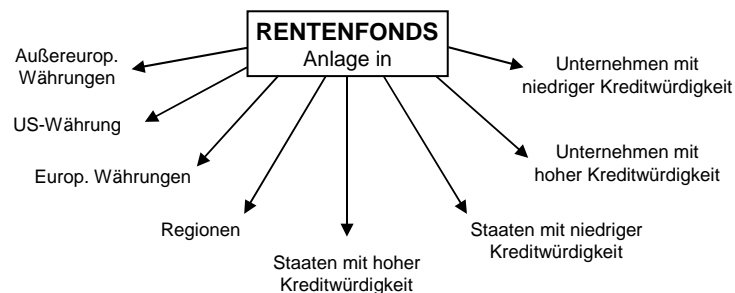 RENTENFONDS
Anlage in
Außereurop.
Währungen
US-Währung
Europ. Währungen
Regionen
Staaten mit hoher
Kreditwürdigkeit
Staaten mit niedriger
Kreditwürdigkeit
Unternehmen mit
hoher Kreditwürdigkeit
Unternehmen mit
niedriger Kreditwürdigkeit